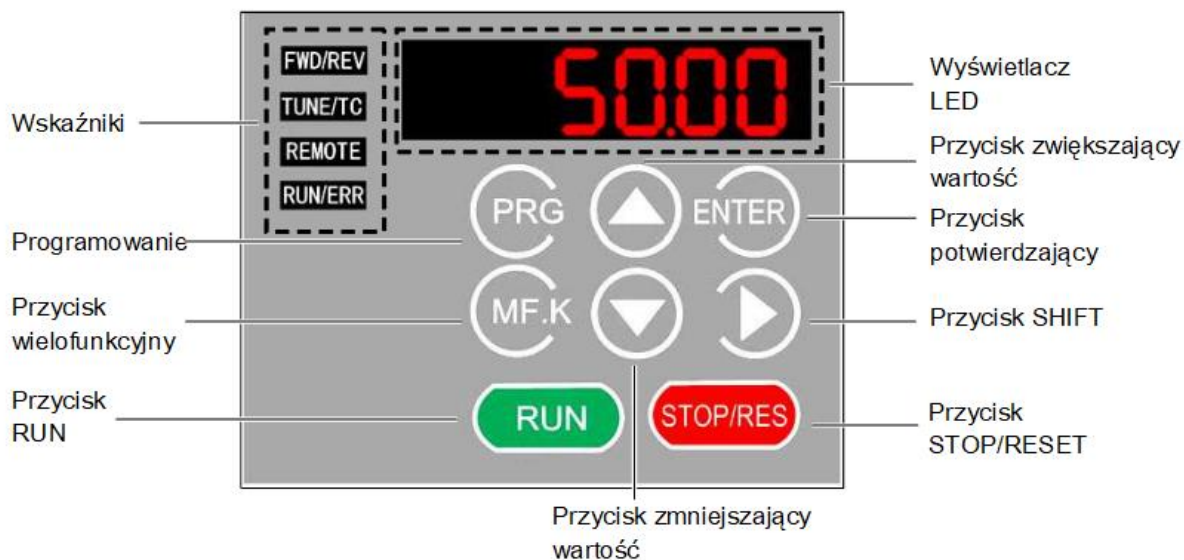 FWD/REV
TUNE/TC
REMOTE
RUN/ERR
50.00
Wskaźniki
Wyświetlacz
LED
Przycisk zwiększający
wartość
PRG
ENTER
Programowanie
Przycisk
potwierdzający
Przycisk
wielofunkcyjny
MF.K
Przycisk SHIFT
Przycisk
RUN
RUN
STOP/RES
Przycisk
STOP/RESET
Przycisk zmniejszający
wartość